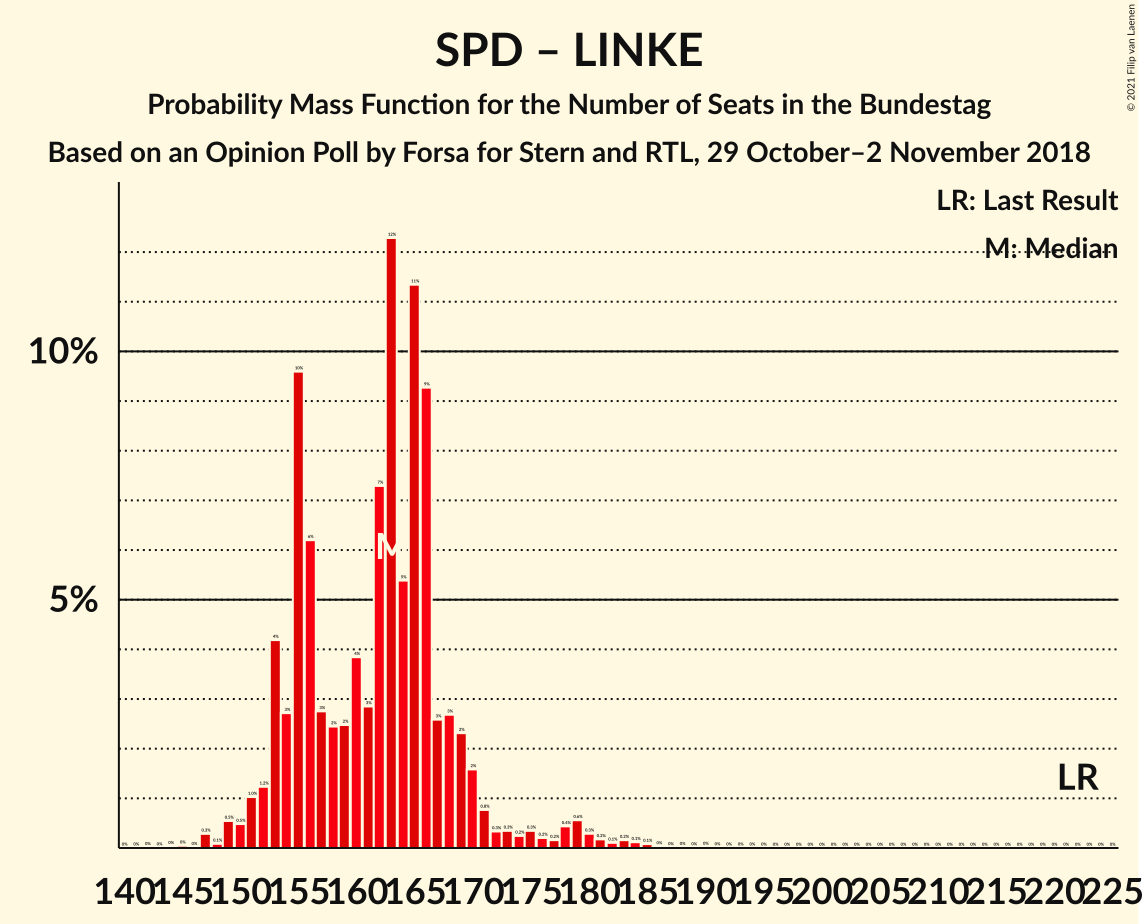 SPD – LINKE
Probability Mass Function for the Number of Seats in the Bundestag
Based on an Opinion Poll by Forsa for Stern and RTL, 29 October–2 November 2018
© 2021 Filip van Laenen
LR: Last Result
M: Median
10%
5%
M
LR
140 145 150 155 160 165 170 175 180 185 190 195 200 205 210 215 220 225